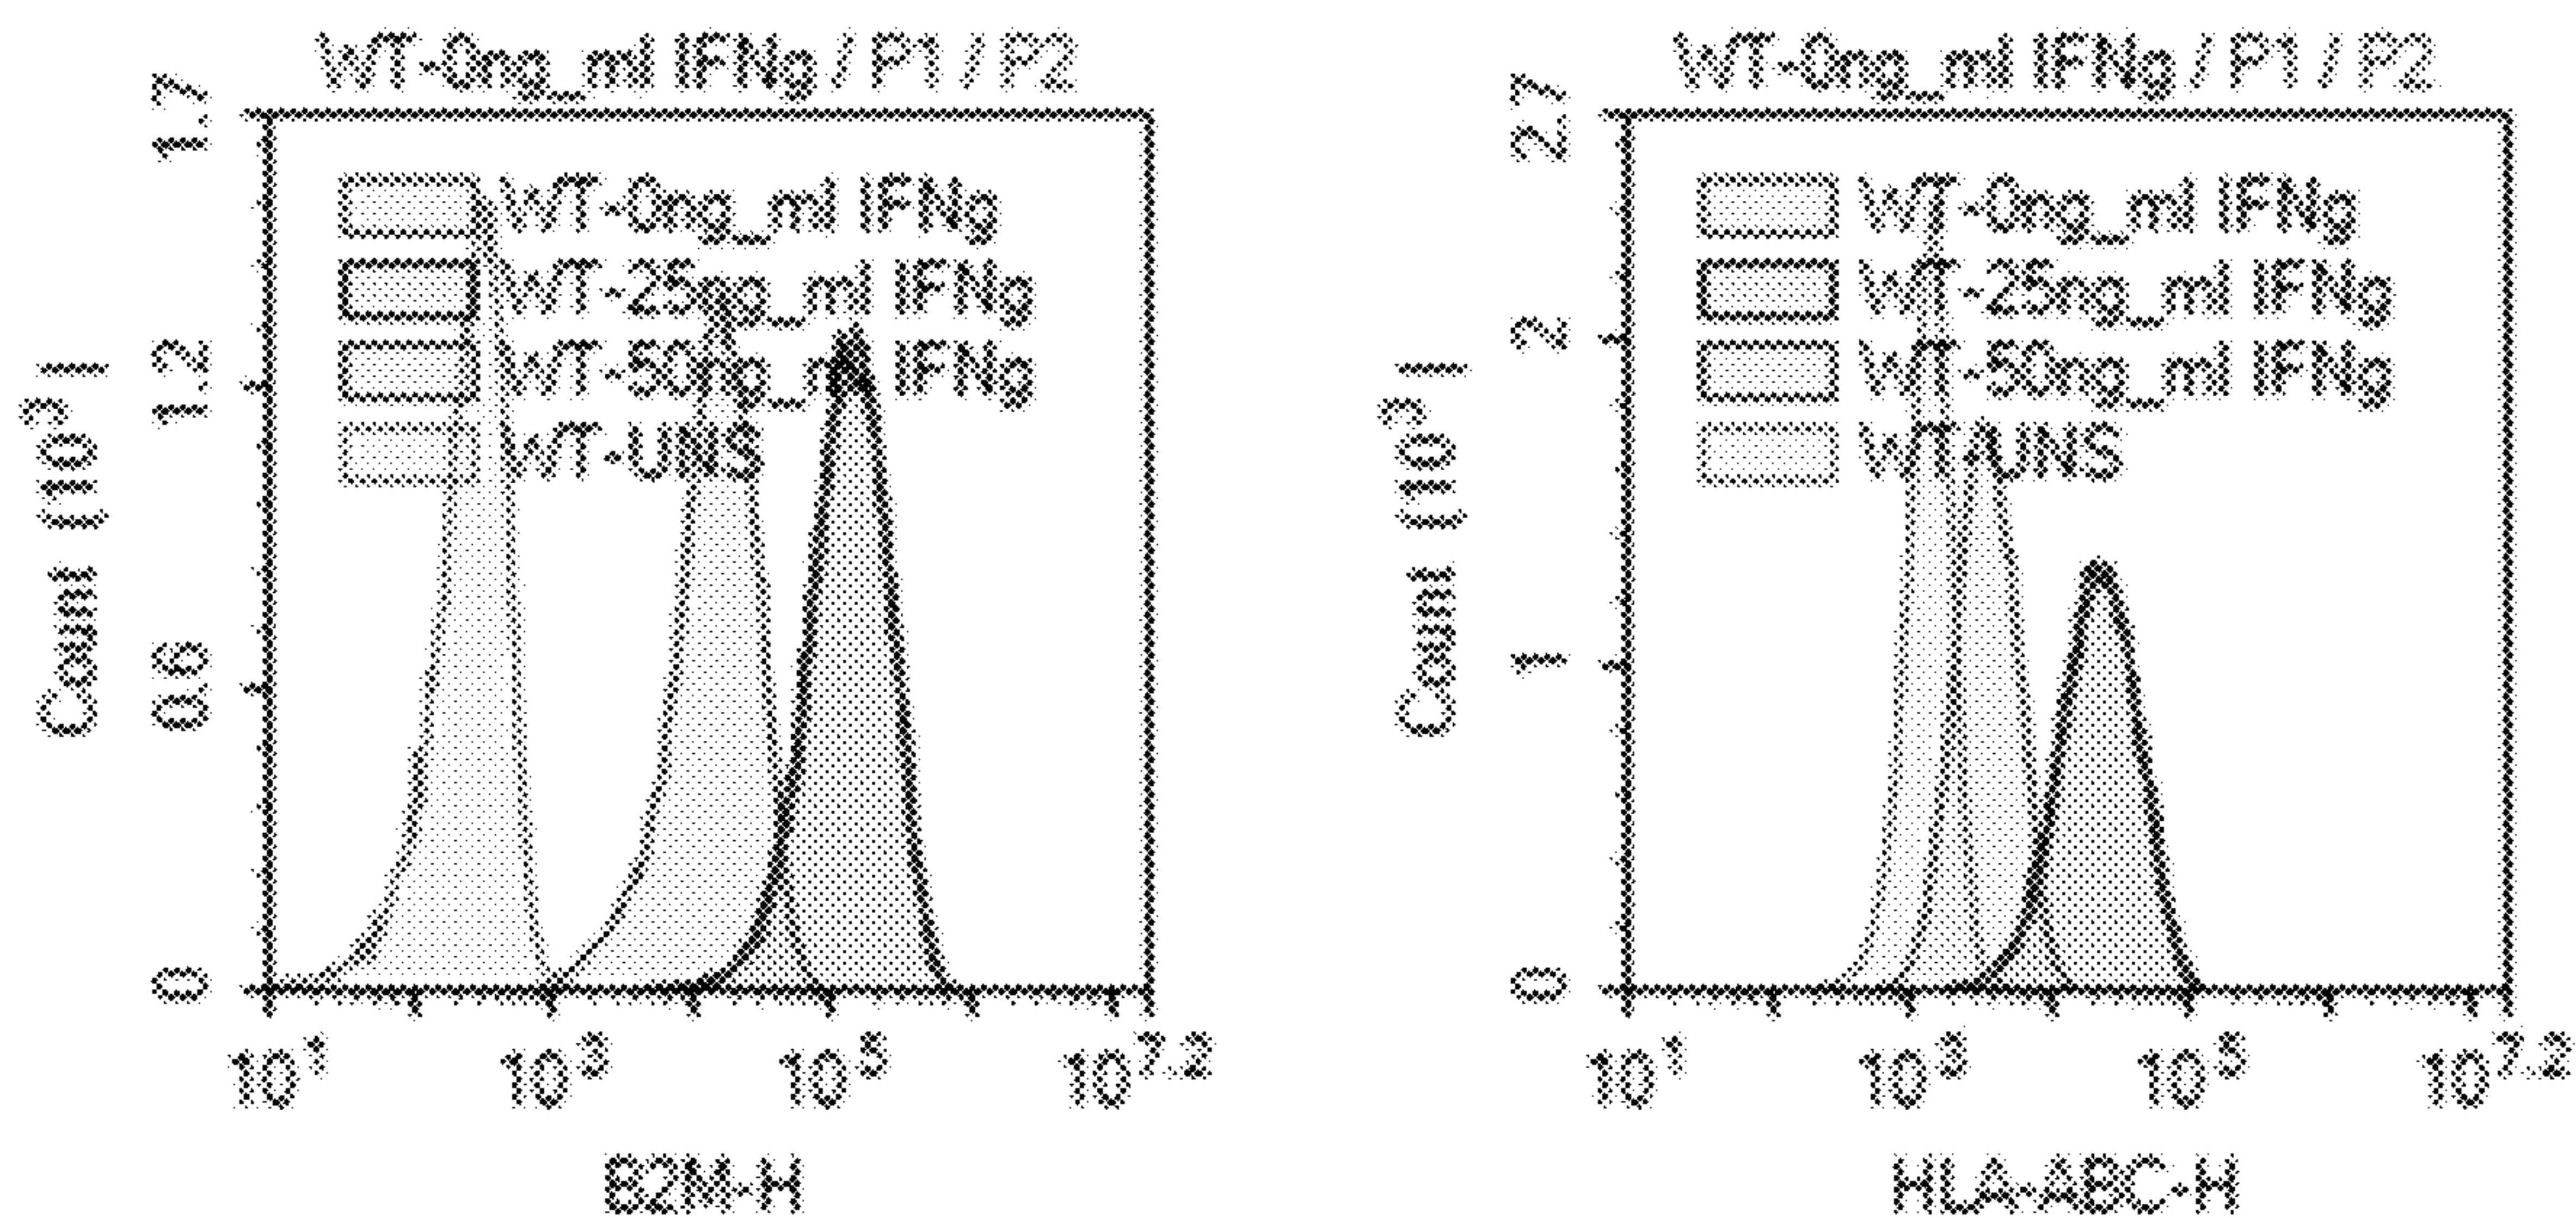 WT-0ng_ml IFNg / P1 / P2
Count (10^3)
1.7
1.2
0.6
0
WT-0ng_ml IFNg
WT-25ng_ml IFNg
WT-50ng_ml IFNg
WT-UNS
10^1
10^3
10^5
10^7.2
B2M-H
WT-0ng_ml IFNg / P1 / P2
Count (10^3)
2.7
2
1
0
WT-0ng_ml IFNg
WT-25ng_ml IFNg
WT-50ng_ml IFNg
WT-UNS
10^1
10^3
10^5
10^7.2
HLA-ABC-H